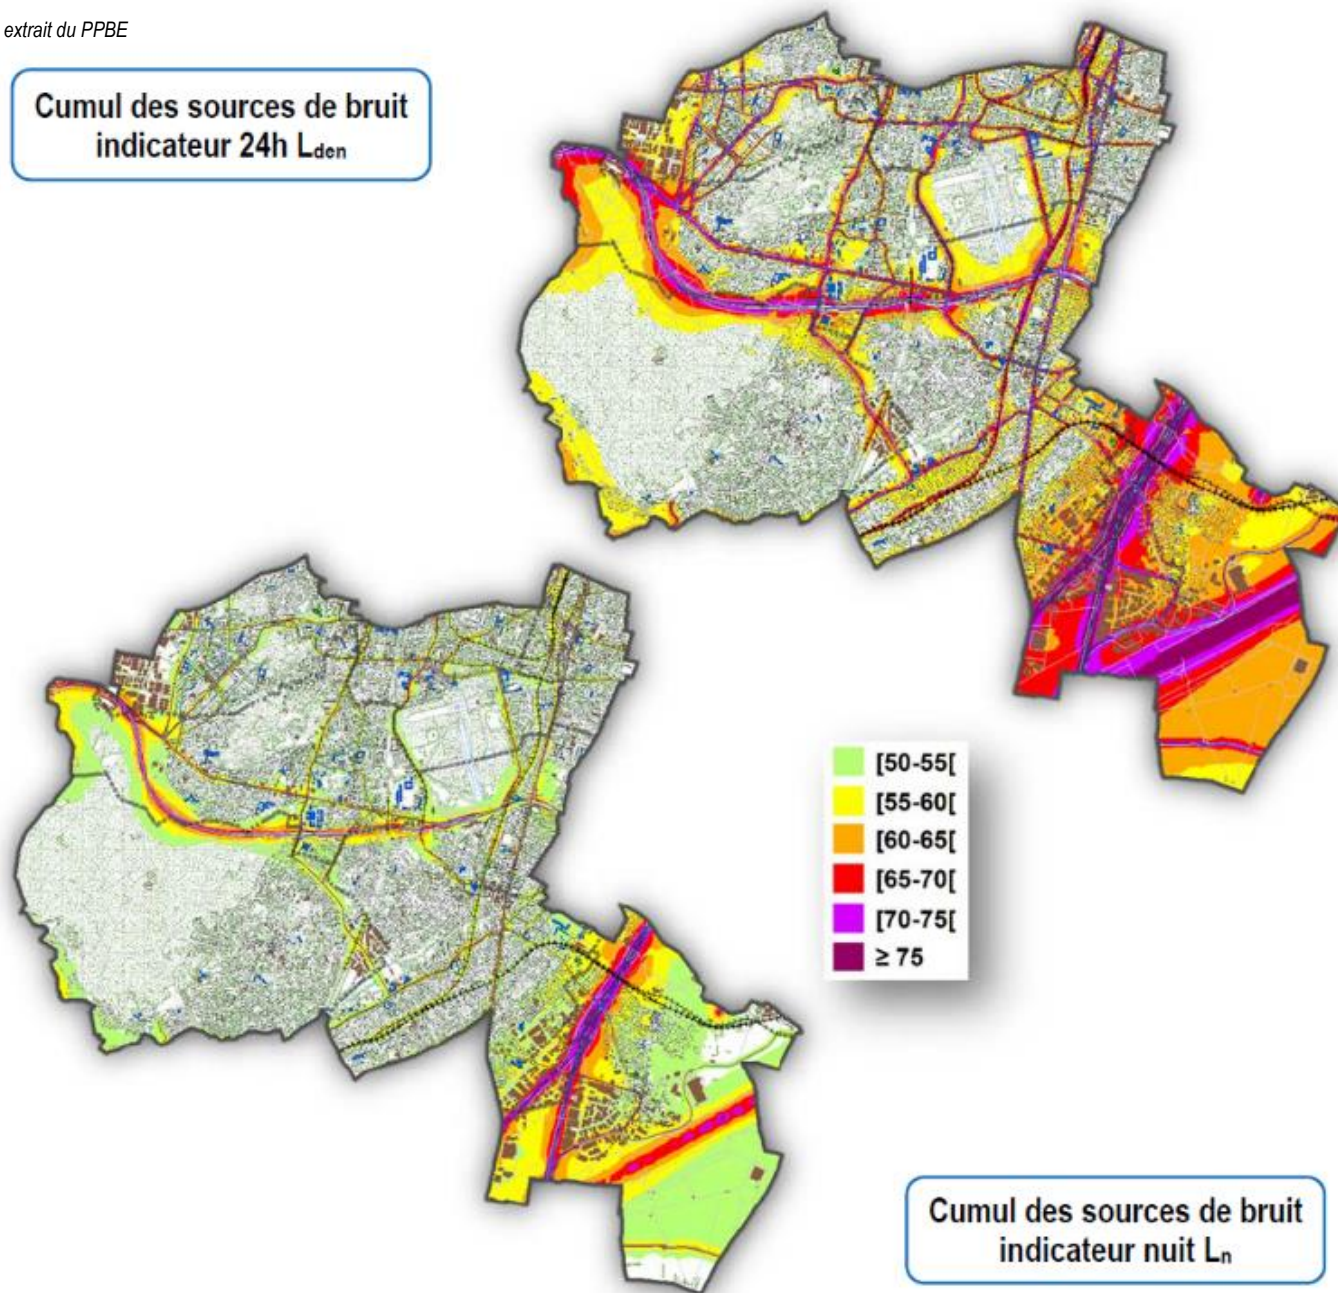 extrait du PPBE
Cumul des sources de bruit
indicateur 24h Lden
[50-55[
[55-60[
[60-65[
[65-70[
[70-75[
≥ 75
Cumul des sources de bruit
indicateur nuit Ln